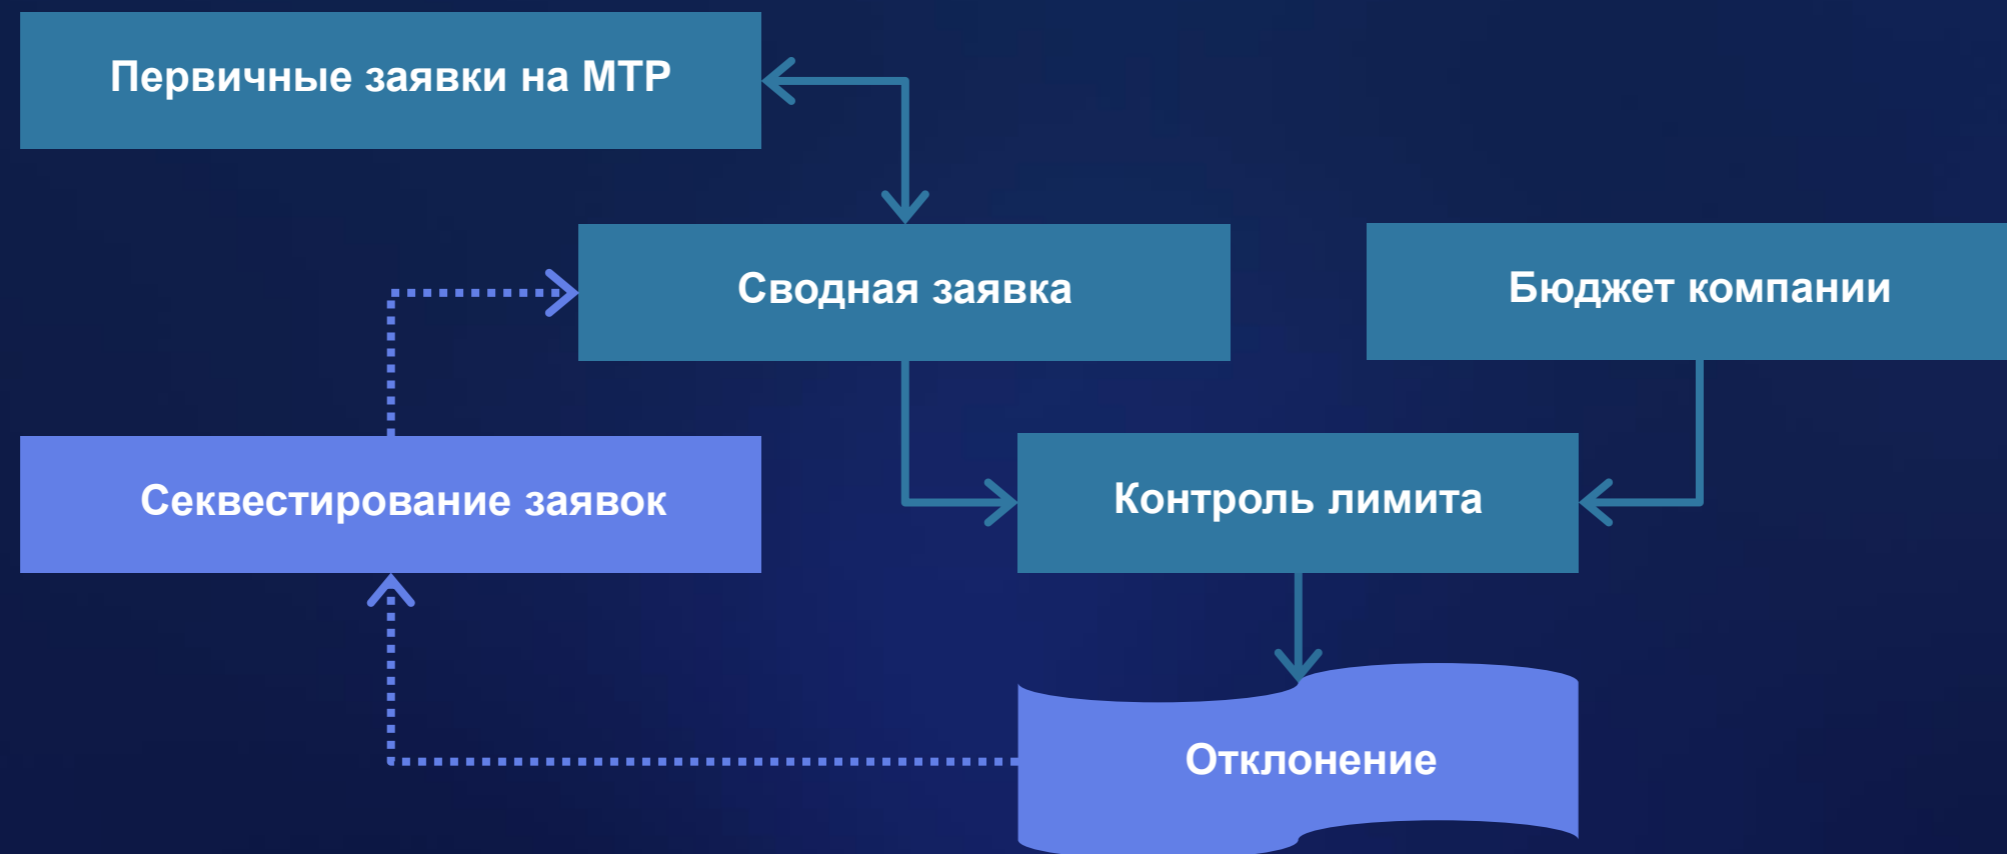 Первичные заявки на МТР
Сводная заявка
Бюджет компании
Секвестирование заявок
Контроль лимита
Отклонение